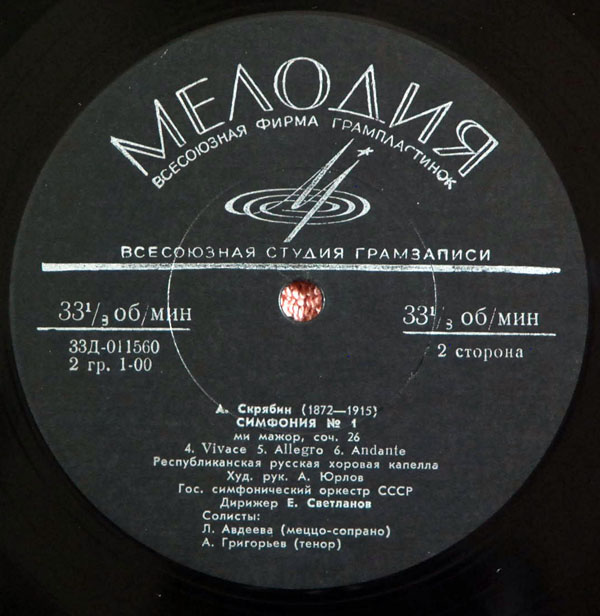 МЕЛОДИЯ
ВСЕСОЮЗНАЯ ФИРМА ГРАМПЛАСТИНОК
ВСЕСОЮЗНАЯ СТУДИЯ ГРАМЗАПИСИ
33⅓ об/мин
33Д-011560
2 гр. 1-00
33⅓ об/мин
2 сторона
А. Скрябин (1872—1915)
СИМФОНИЯ № 1
ми мажор, соч. 26
4. Vivace 5. Allegro 6. Andante
Республиканская русская хоровая капелла
Худ. рук. А. Юрлов
Гос. симфонический оркестр СССР
Дирижер Е. Светланов
Солисты:
Л. Авдеева (меццо-сопрано)
А. Григорьев (тенор)